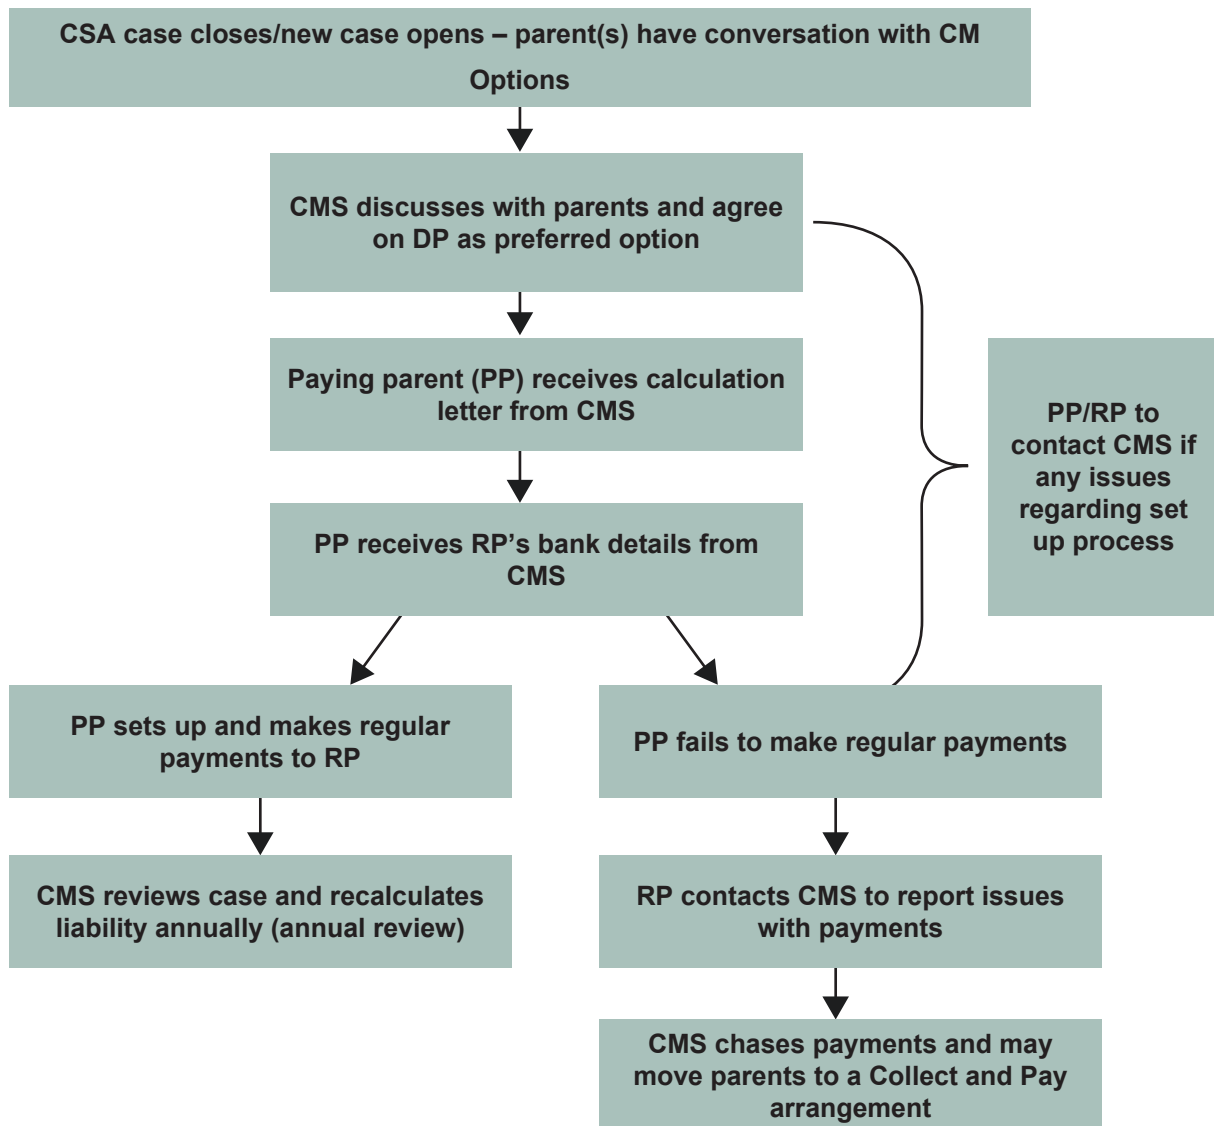 CSA case closes/new case opens – parent(s) have conversation with CM
Options
CMS discusses with parents and agree
on DP as preferred option
Paying parent (PP) receives calculation
letter from CMS
PP receives RP’s bank details from
CMS
PP/RP to
contact CMS if
any issues
regarding set
up process
PP sets up and makes regular
payments to RP
PP fails to make regular payments
CMS reviews case and recalculates
liability annually (annual review)
RP contacts CMS to report issues
with payments
CMS chases payments and may
move parents to a Collect and Pay
arrangement